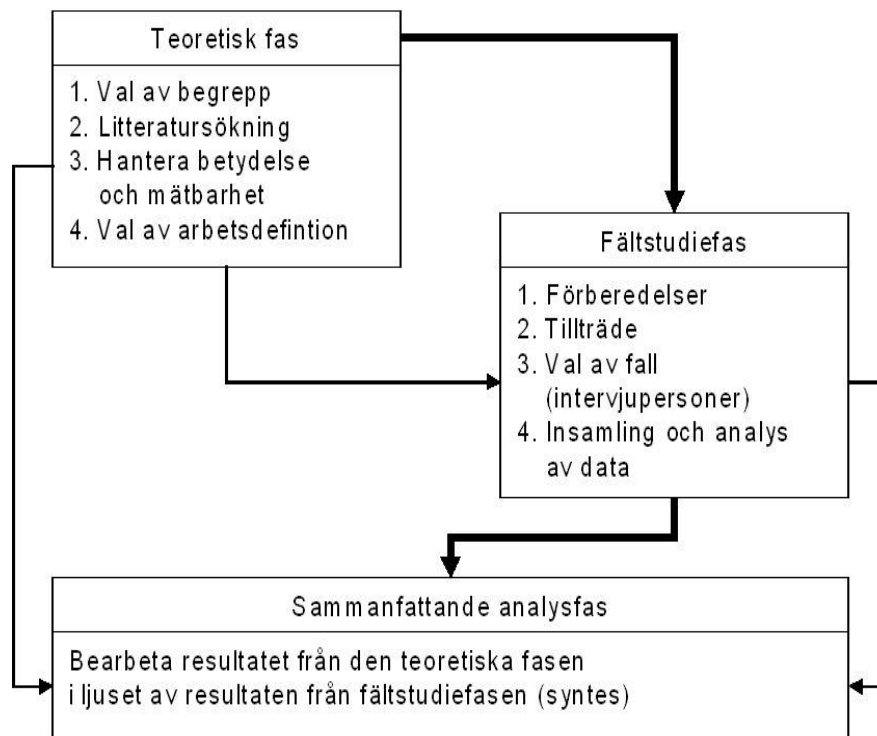 Teoretisk fas
1. Val av begrepp
2. Litteratursökning
3. Hantera betydelse
och mätbarhet
4. Val av arbetsdefintion
Fältstudiefas
1. Förberedelser
2. Tillträde
3. Val av fall
(intervjupersoner)
4. Insamling och analys
av data
Sammanfattande analysfas
Bearbeta resultatet från den teoretiska fasen
i ljuset av resultaten från fältstudiefasen (syntes)